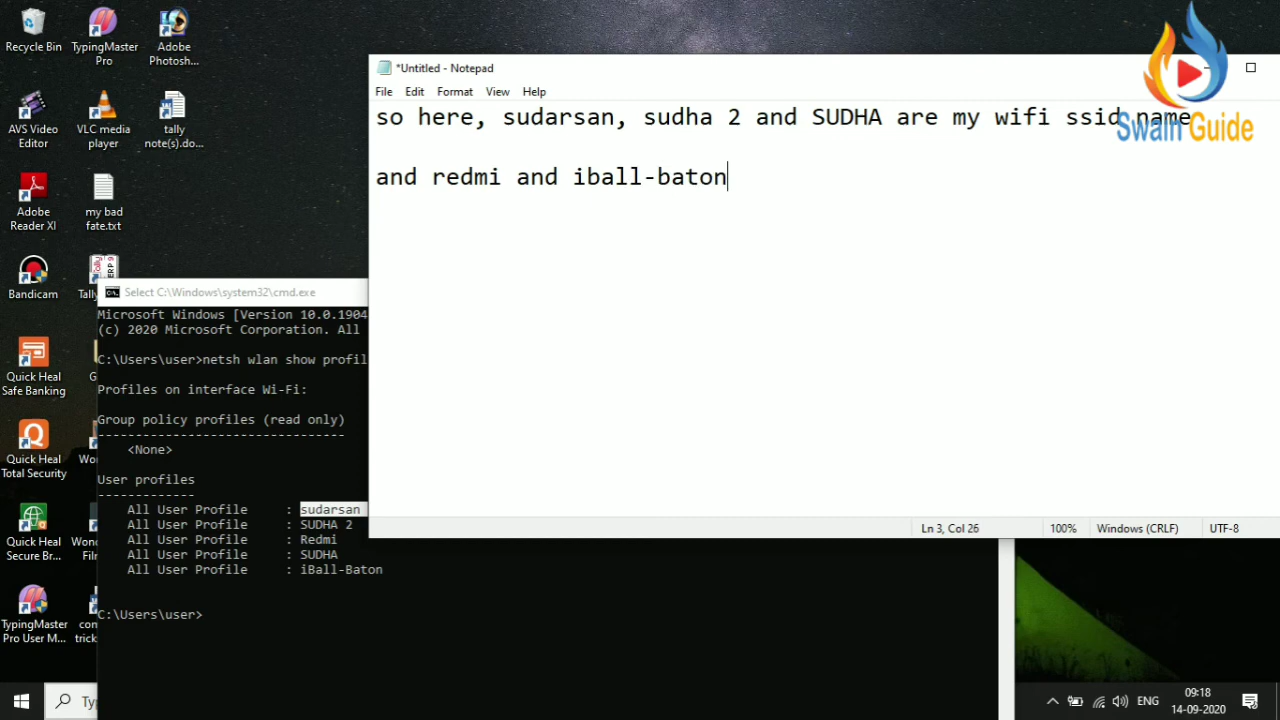 Recycle Bin
TypingMaster
Pro
Adobe
Photosh...
AVS Video
Editor
VLC media
player
tally
note(s).do...
Adobe
Reader XI
my bad
fate.txt
Bandicam
Quick Heal
Safe Banking
Quick Heal
Total Security
Quick Heal
Secure Br...
TypingMaster
Pro User M...
*Untitled - Notepad
File Edit Format View Help
so here, sudarsan, sudha 2 and SUDHA are my wifi ssid name
and redmi and iball-baton
Ln 3, Col 26 100% Windows (CRLF) UTF-8
Swain Guide
Select C:\Windows\system32\cmd.exe
Microsoft Windows [Version 10.0.1904
(c) 2020 Microsoft Corporation. All
C:\Users\user>netsh wlan show profil
Profiles on interface Wi-Fi:
Group policy profiles (read only)
---------------------------------
<None>
User profiles
-------------
All User Profile : sudarsan
All User Profile : SUDHA 2
All User Profile : Redmi
All User Profile : SUDHA
All User Profile : iBall-Baton
C:\Users\user>
ENG
09:18
14-09-2020